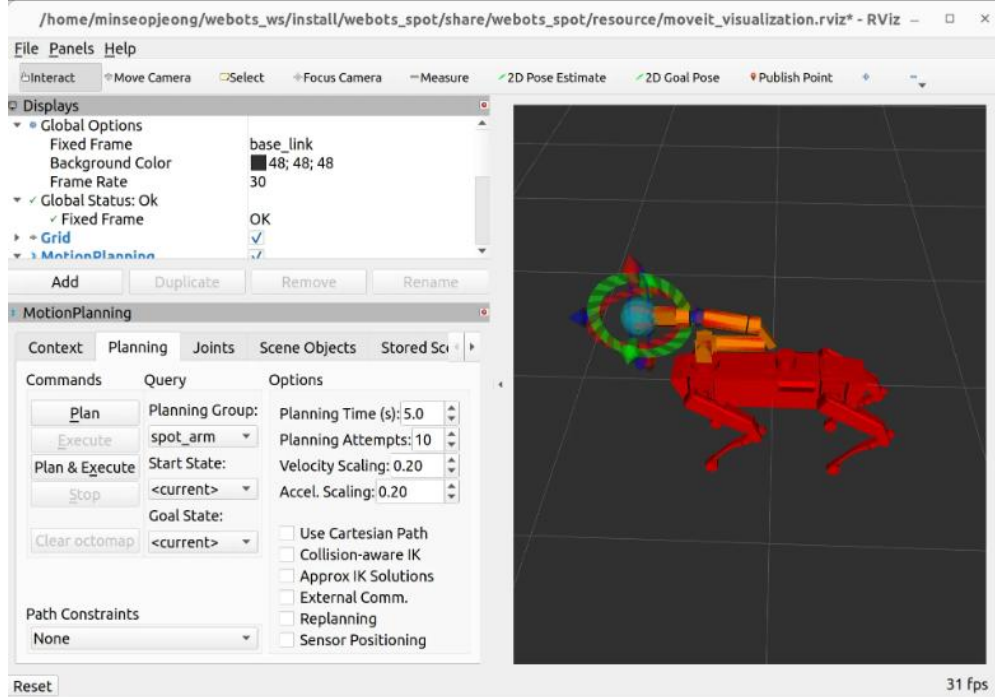 /home/minseopjeong/webots_ws/install/webots_spot/share/webots_spot/resource/moveit_visualization.rviz* - RViz
File Panels Help
Interact Move Camera Select Focus Camera Measure 2D Pose Estimate 2D Goal Pose Publish Point
Displays
Global Options
Fixed Frame base_link
Background Color 48; 48; 48
Frame Rate 30
Global Status: Ok
Fixed Frame OK
Grid
MotionPlanning
Add Duplicate Remove Rename
MotionPlanning
Context Planning Joints Scene Objects Stored Sc
Commands Query Options
Plan Planning Group: Planning Time (s): 5.0
Execute spot_arm Planning Attempts: 10
Plan & Execute Start State: Velocity Scaling: 0.20
Stop <current> Accel. Scaling: 0.20
Goal State:
Clear octomap <current> Use Cartesian Path
Collision-aware IK
Approx IK Solutions
External Comm.
Path Constraints Replanning
None Sensor Positioning
Reset 31 fps